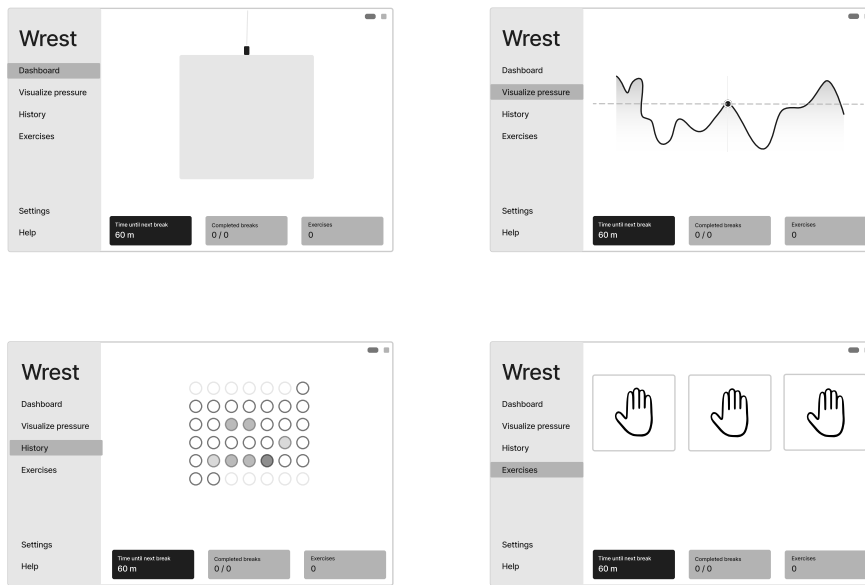 Wrest
Dashboard
Visualize pressure
History
Exercises
Settings
Help
Time until next break
60 m
Completed breaks
0 / 0
Exercises
0
Wrest
Dashboard
Visualize pressure
History
Exercises
Settings
Help
Time until next break
60 m
Completed breaks
0 / 0
Exercises
0
Wrest
Dashboard
Visualize pressure
History
Exercises
Settings
Help
Time until next break
60 m
Completed breaks
0 / 0
Exercises
0
Wrest
Dashboard
Visualize pressure
History
Exercises
Settings
Help
Time until next break
60 m
Completed breaks
0 / 0
Exercises
0